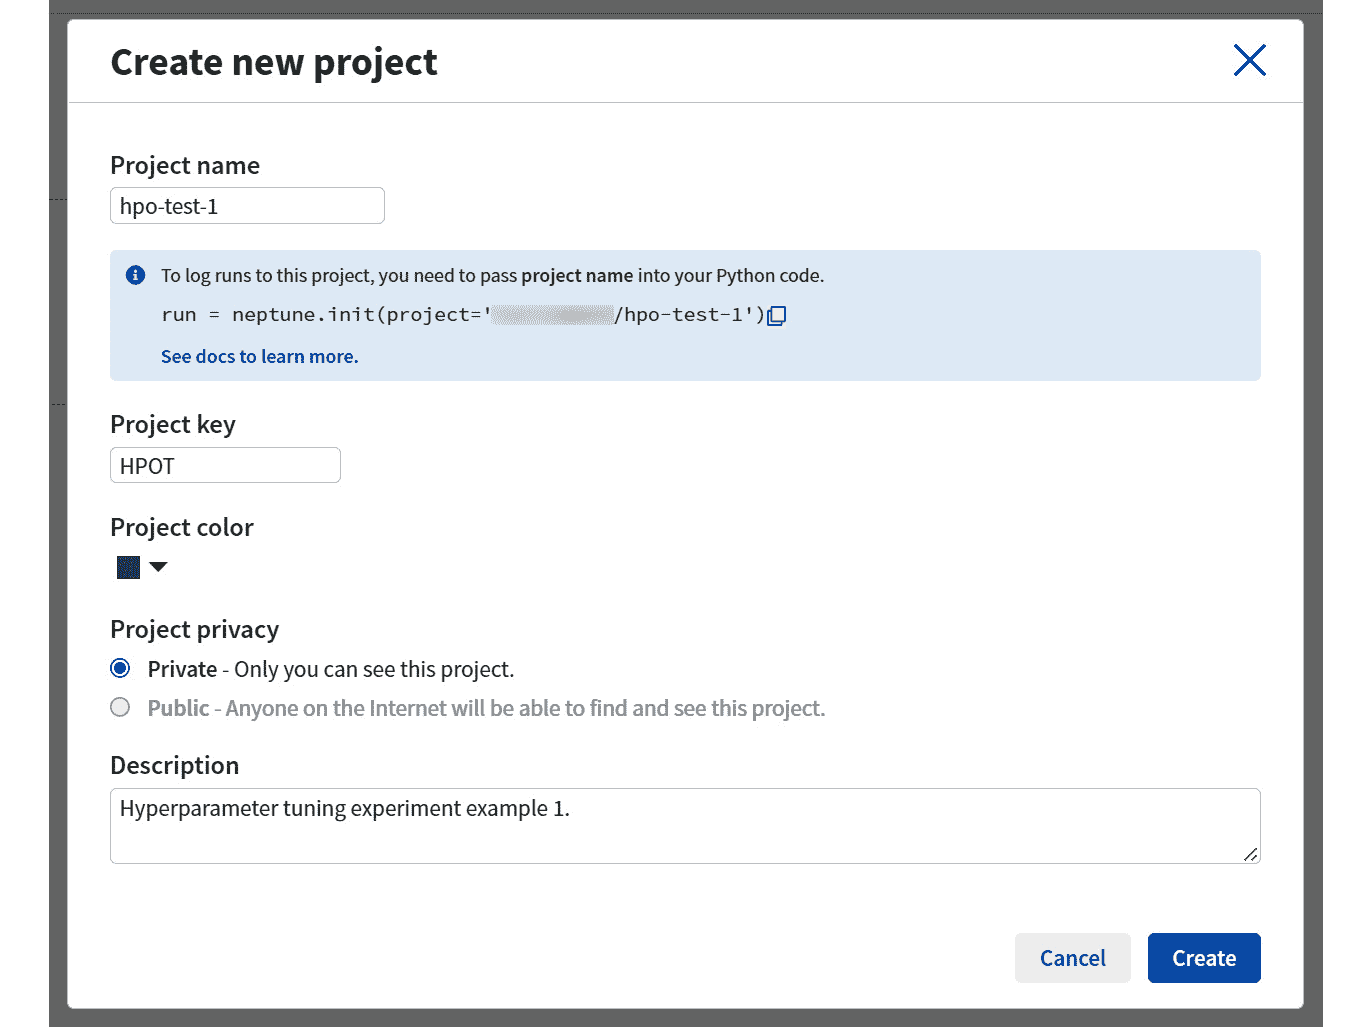 Create new project
Project name
hpo-test-1
To log runs to this project, you need to pass project name into your Python code.
run = neptune.init(project='/hpo-test-1')
See docs to learn more.
Project key
HPOT
Project color
Project privacy
Private - Only you can see this project.
Public - Anyone on the Internet will be able to find and see this project.
Description
Hyperparameter tuning experiment example 1.
Cancel
Create